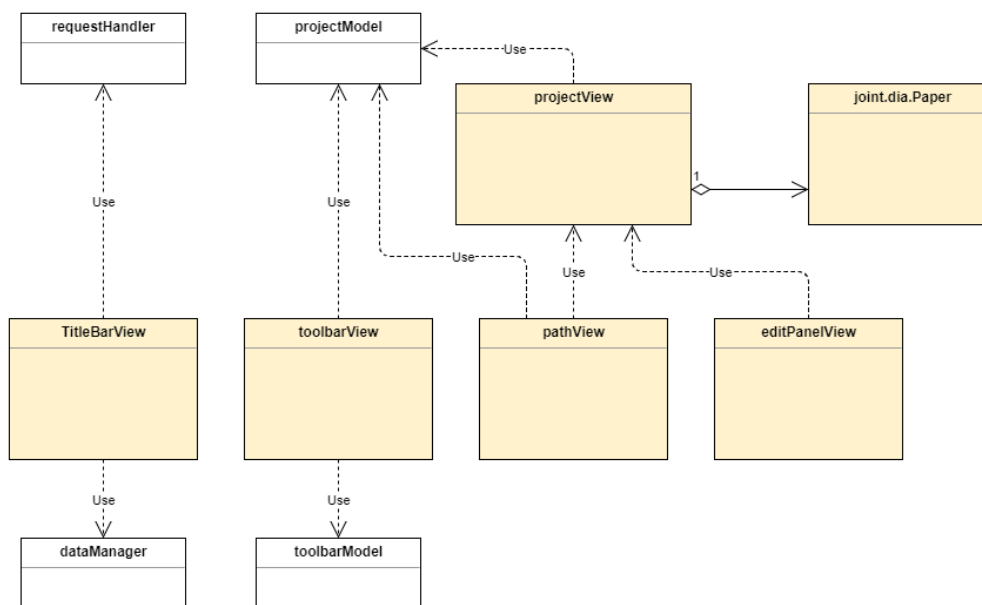 requestHandler
projectModel
Use
projectView
joint.dia.Paper
1
Use
Use
Use
Use
Use
TitleBarView
toolbarView
pathView
editPanelView
Use
Use
dataManager
toolbarModel